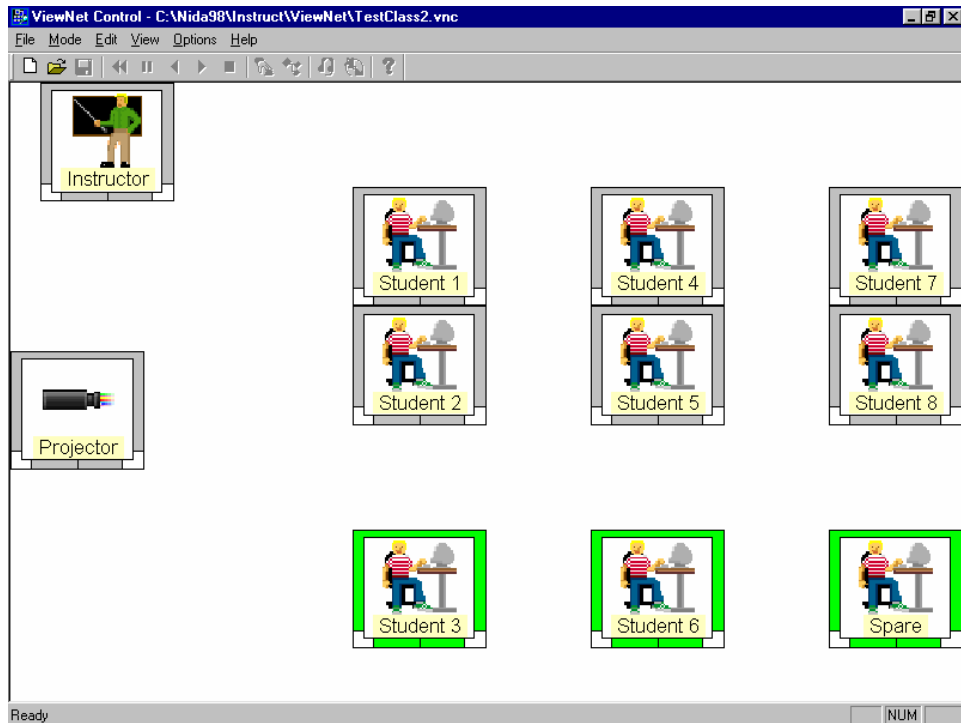 ViewNet Control - C:\Nida98\Instruct\ViewNet\TestClass2.vnc
File Mode Edit View Options Help
Instructor
Student 1 Student 4 Student 7
Student 2 Student 5 Student 8
Projector
Student 3 Student 6 Spare
Ready NUM